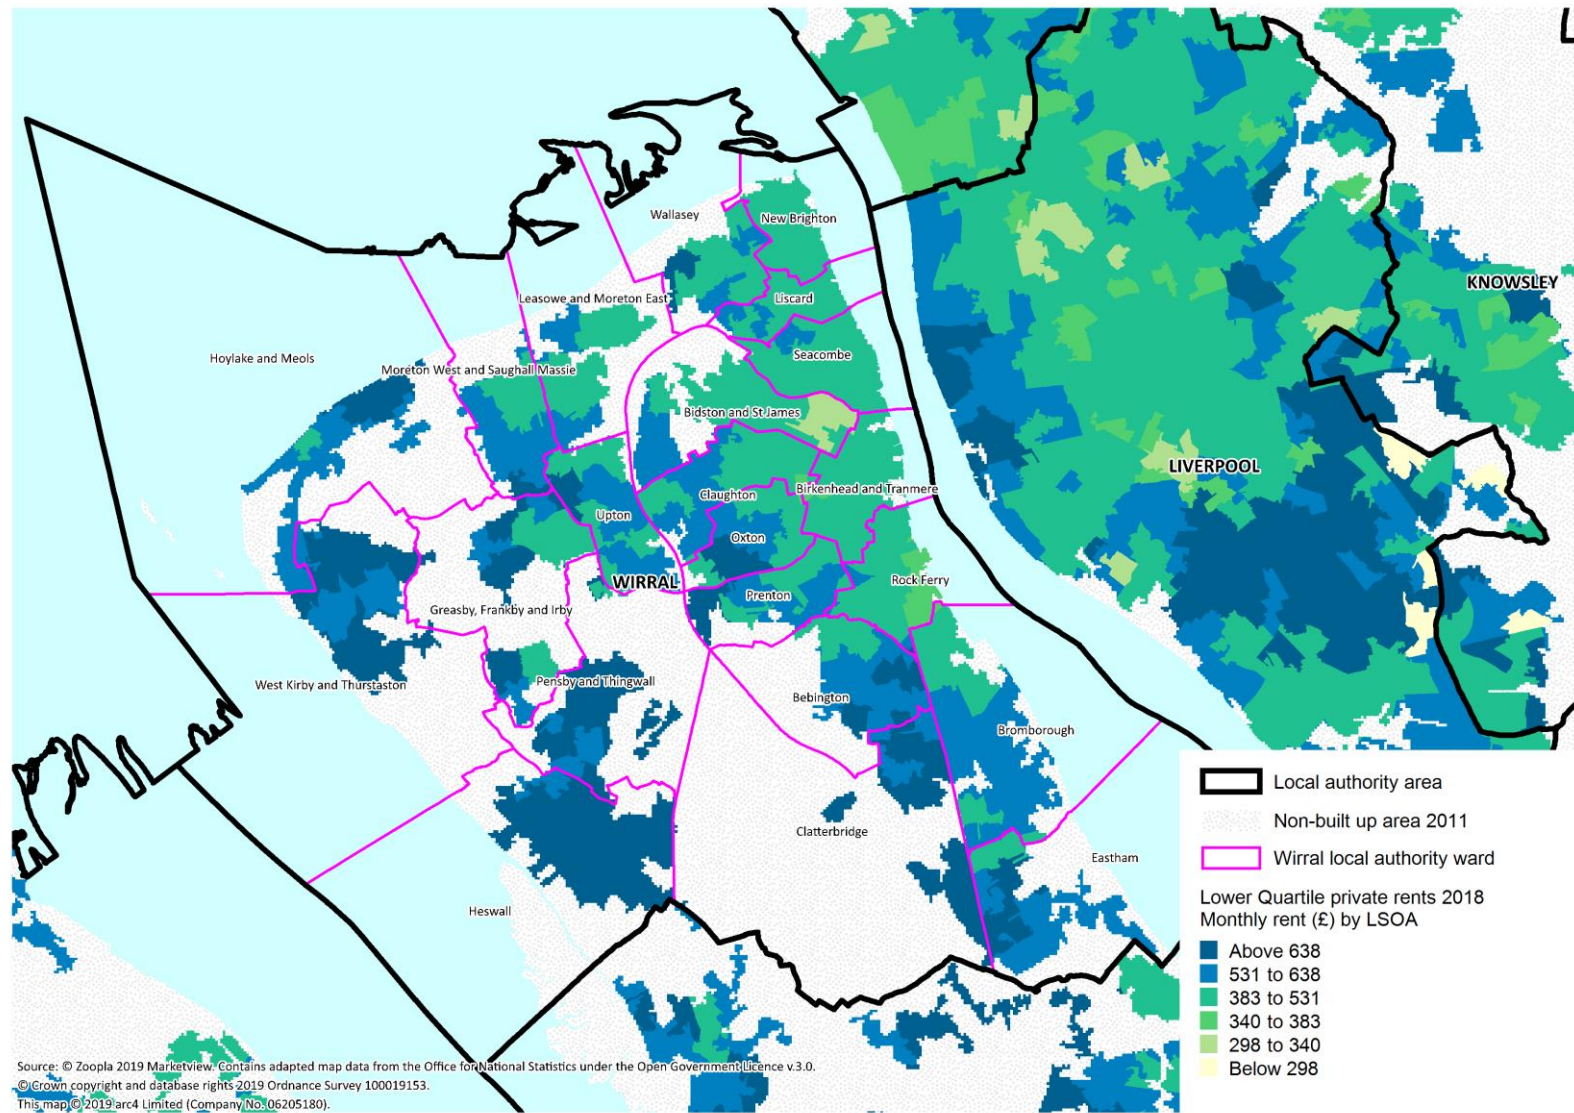 Wallasey
New Brighton
Leasowe and Moreton East
Liscard
KNOWSLEY
Hoylake and Meols
Seacombe
Moreton West and Saughall Massie
Bidston and St James
LIVERPOOL
Claughton
Birkenhead and Tranmere
Upton
Oxton
WIRRAL
Rock Ferry
Prenton
Greasby, Frankby and Irby
West Kirby and Thurstaston
Pensby and Thingwall
Bebington
Bromborough
Clatterbridge
Eastham
Heswall
Local authority area
Non-built up area 2011
Wirral local authority ward
Lower Quartile private rents 2018
Monthly rent (£) by LSOA
Above 638
531 to 638
383 to 531
340 to 383
298 to 340
Below 298
Source: © Zoopla 2019 Marketview. Contains adapted map data from the Office for National Statistics under the Open Government Licence v.3.0.
© Crown copyright and database rights 2019 Ordnance Survey 100019153.
This map © 2019 arc4 Limited (Company No. 06205180).